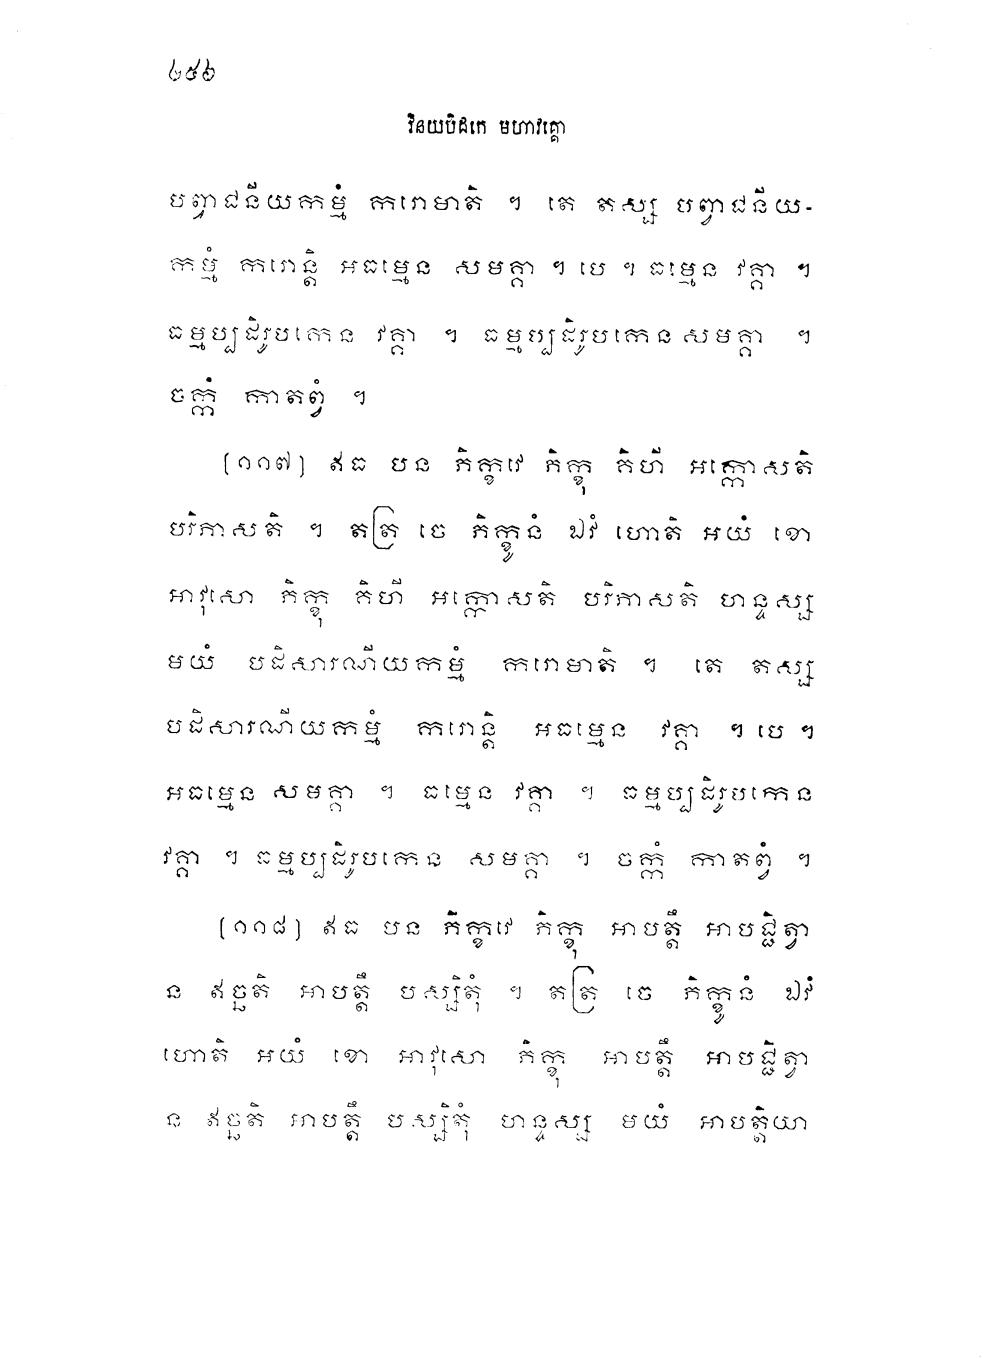 ២៥៦
វិនយបិដកេ មហាវគ្គោ
បព្វាជនីយកម្មំ ករោមាតិ ។ តេ តស្ស បព្វាជនីយ-
កម្មំ ករោន្តិ អធម្មេន សមគ្គា ។ បេ ។ ធម្មេន វគ្គា ។
ធម្មប្បដិរូបកេន វគ្គា ។ ធម្មប្បដិរូបកេន សមគ្គា ។
ចក្កំ កាតព្វំ ។
[១១៧] ឥធ បន ភិក្ខវេ ភិក្ខុ គិហី អក្កោសតិ
បរិភាសតិ ។ តត្រ ចេ ភិក្ខូនំ ឯវំ ហោតិ អយំ ខោ
អាវុសោ ភិក្ខុ គិហី អក្កោសតិ បរិភាសតិ ហន្ទស្ស
មយំ បដិសារណីយកម្មំ ករោមាតិ ។ តេ តស្ស
បដិសារណីយកម្មំ ករោន្តិ អធម្មេន វគ្គា ។ បេ ។
អធម្មេន សមគ្គា ។ ធម្មេន វគ្គា ។ ធម្មប្បដិរូបកេន
វគ្គា ។ ធម្មប្បដិរូបកេន សមគ្គា ។ ចក្កំ កាតព្វំ ។
[១១៨] ឥធ បន ភិក្ខវេ ភិក្ខុ អាបត្តឹ អាបជ្ជិត្វា
ន ឥច្ឆតិ អាបត្តឹ បស្សិតុំ ។ តត្រ ចេ ភិក្ខូនំ ឯវំ
ហោតិ អយំ ខោ អាវុសោ ភិក្ខុ អាបត្តឹ អាបជ្ជិត្វា
ន ឥច្ឆតិ អាបត្តឹ បស្សិតុំ ហន្ទស្ស មយំ អាបត្តិយា